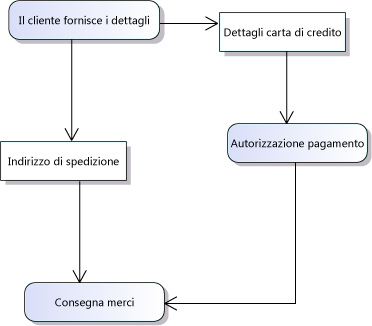 Il cliente fornisce i dettagli
Dettagli carta di credito
Autorizzazione pagamento
Indirizzo di spedizione
Consegna merci